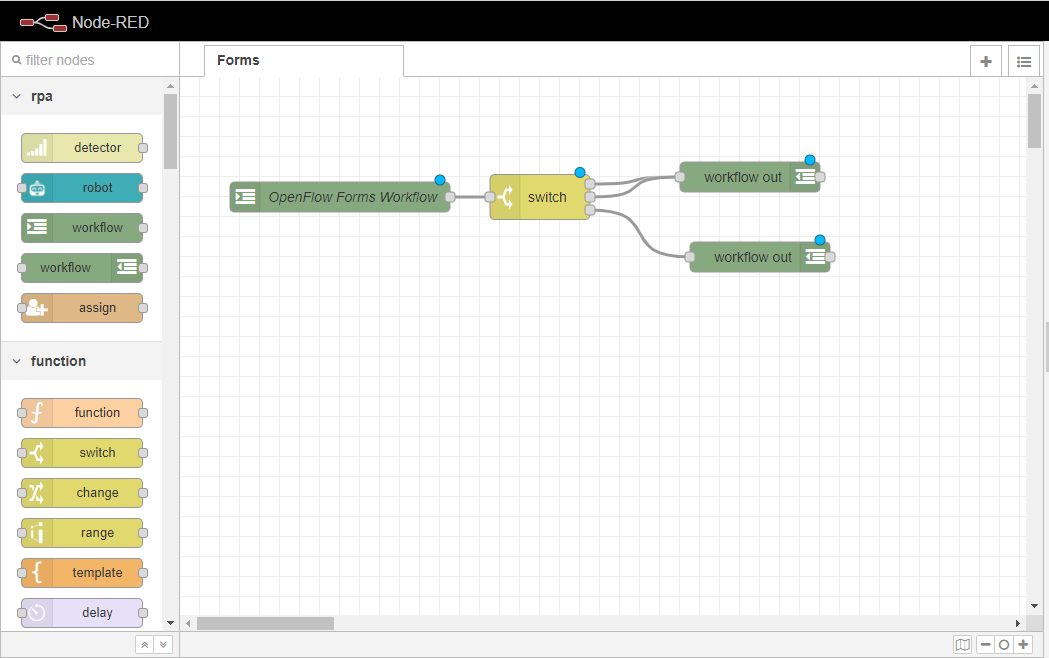 Node-RED
filter nodes
Forms
rpa
detector
robot
workflow
workflow
assign
function
function
switch
change
range
template
delay
OpenFlow Forms Workflow
switch
workflow out
workflow out